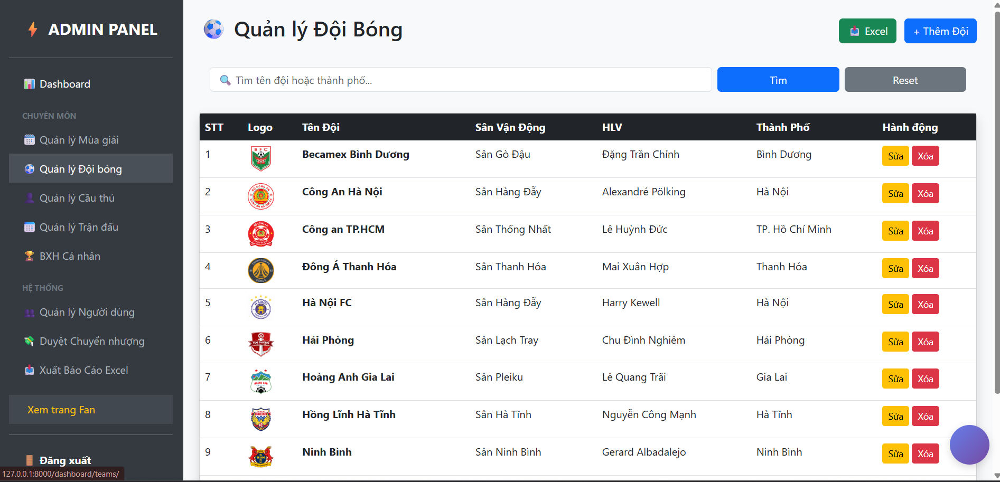 ADMIN PANEL
Dashboard
CHUYÊN MÔN
Quản lý Mùa giải
Quản lý Đội bóng
Quản lý Cầu thủ
Quản lý Trận đấu
BXH Cá nhân
HỆ THỐNG
Quản lý Người dùng
Duyệt Chuyển nhượng
Xuất Báo Cáo Excel
Xem trang Fan
Đăng xuất
127.0.0.1:8000/dashboard/teams/
Quản lý Đội Bóng
Excel
+ Thêm Đội
Tìm tên đội hoặc thành phố...
Tìm
Reset
STT Logo Tên Đội Sân Vận Động HLV Thành Phố Hành động
1 BFC Becamex Bình Dương Sân Gò Đậu Đặng Trần Chỉnh Bình Dương Sửa Xóa
2 Công An Hà Nội Sân Hàng Đẫy Alexandré Pölking Hà Nội Sửa Xóa
3 Công an TP.HCM Sân Thống Nhất Lê Huỳnh Đức TP. Hồ Chí Minh Sửa Xóa
4 Đông Á Thanh Hóa Sân Thanh Hóa Mai Xuân Hợp Thanh Hóa Sửa Xóa
5 HANOI Hà Nội FC Sân Hàng Đẫy Harry Kewell Hà Nội Sửa Xóa
6 HAI PHONG Hải Phòng Sân Lạch Tray Chu Đình Nghiêm Hải Phòng Sửa Xóa
7 HOANG ANH Hoàng Anh Gia Lai Sân Pleiku Lê Quang Trãi Gia Lai Sửa Xóa
8 Hồng Lĩnh Hà Tĩnh Sân Hà Tĩnh Nguyễn Công Mạnh Hà Tĩnh Sửa Xóa
9 Ninh Bình Sân Ninh Bình Gerard Albadalejo Ninh Bình Sửa Xóa